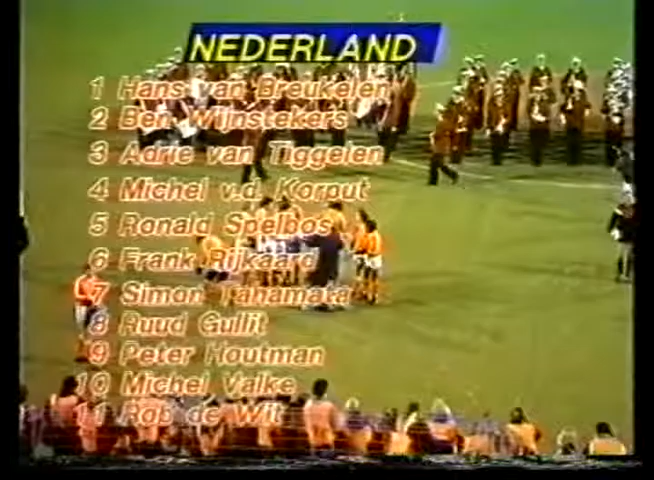 NEDERLAND
1 Hans van Breukelen
2 Ben Wijnstekers
3 Adrie van Tiggelen
4 Michel v.d. Korput
5 Ronald Spelbos
6 Frank Rijkaard
7 Simon Tahamata
8 Ruud Gullit
9 Peter Houtman
10 Michel Valke
11 Rob de Wit